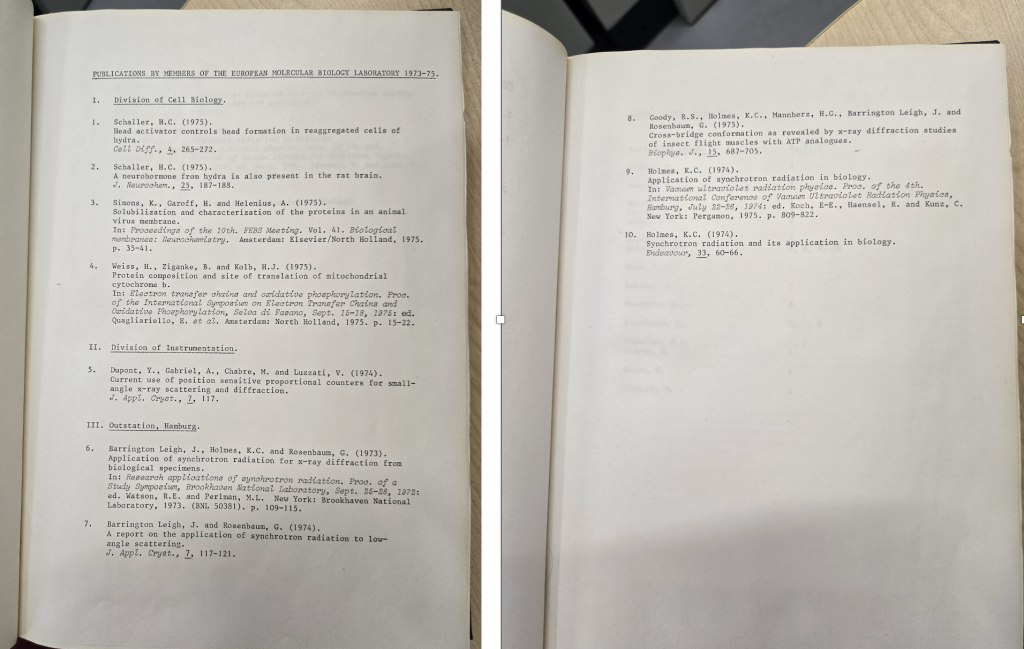 PUBLICATIONS BY MEMBERS OF THE EUROPEAN MOLECULAR BIOLOGY LABORATORY 1973-75.
I. Division of Cell Biology.
1. Schaller, H.C. (1975).
Head activator controls head formation in reaggregated cells of
hydra.
Cell Diff., 4, 265-272.
2. Schaller, H.C. (1975).
A neurohormone from hydra is also present in the rat brain.
J. Neurochem., 25, 187-188.
3. Simons, K., Garoff, H. and Helenius, A. (1975).
Solubilization and characterization of the proteins in an animal
virus membrane.
In: Proceedings of the 10th. FEBS Meeting. Vol. 41. Biological
membranes: Neurochemistry. Amsterdam: Elsevier/North Holland, 1975.
p. 35-41.
4. Weiss, H., Ziganke, B. and Kolb, H.J. (1975).
Protein composition and site of translation of mitochondrial
cytochrome b.
In: Electron transfer chains and oxidative phosphorylation. Proc.
of the International Symposium on Electron Transfer Chains and
Oxidative Phosphorylation, Selva di Fasano, Sept. 15-18, 1975: ed.
Quagliariello, E. et al. Amsterdam: North Holland, 1975. p. 15-22.
II. Division of Instrumentation.
5. Dupont, Y., Gabriel, A., Chabre, M. and Luzzati, V. (1974).
Current use of position sensitive proportional counters for small-
angle x-ray scattering and diffraction.
J. Appl. Cryst., 7, 117.
III. Outstation, Hamburg.
6. Barrington Leigh, J., Holmes, K.C. and Rosenbaum, G. (1973).
Application of synchrotron radiation for x-ray diffraction from
biological specimens.
In: Research applications of synchrotron radiation. Proc. of a
Study Symposium, Brookhaven National Laboratory, Sept. 25-28, 1972:
ed. Watson, R.E. and Perlman, M.L. New York: Brookhaven National
Laboratory, 1973. (BNL 50381). p. 109-115.
7. Barrington Leigh, J. and Rosenbaum, G. (1974).
A report on the application of synchrotron radiation to low-
angle scattering.
J. Appl. Cryst., 7, 117-121.
8. Goody, R.S., Holmes, K.C., Mannherz, H.G., Barrington Leigh, J. and
Rosenbaum, G. (1975).
Cross-bridge conformation as revealed by x-ray diffraction studies
of insect flight muscles with ATP analogues.
Biophys. J., 15, 687-705.
9. Holmes, K.C. (1974).
Application of synchrotron radiation in biology.
In: Vacuum ultraviolet radiation physics. Proc. of the 4th.
International Conference of Vacuum Ultraviolet Radiation Physics,
Hamburg, July 22-26, 1974: ed. Koch, E-E., Haensel, R. and Kunz, C.
New York: Pergamon, 1975. p. 809-822.
10. Holmes, K.C. (1974).
Synchrotron radiation and its application in biology.
Endeavour, 33, 60-66.